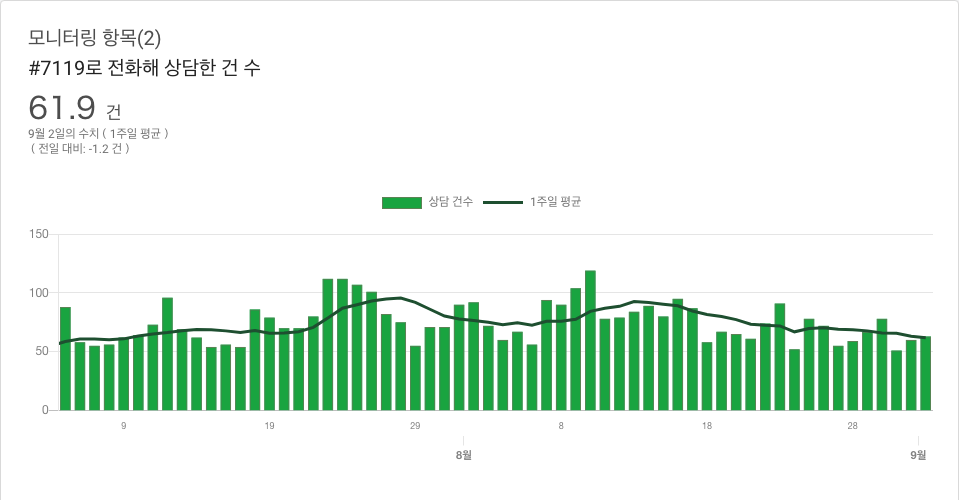 모니터링 항목(2)
#7119로 전화해 상담한 건 수
61.9 건
9월 2일의 수치 ( 1주일 평균 )
( 전일 대비: -1.2 건 )
상담 건수 1주일 평균
150
100
50
0
9 19 29 8 18 28
8월 9월